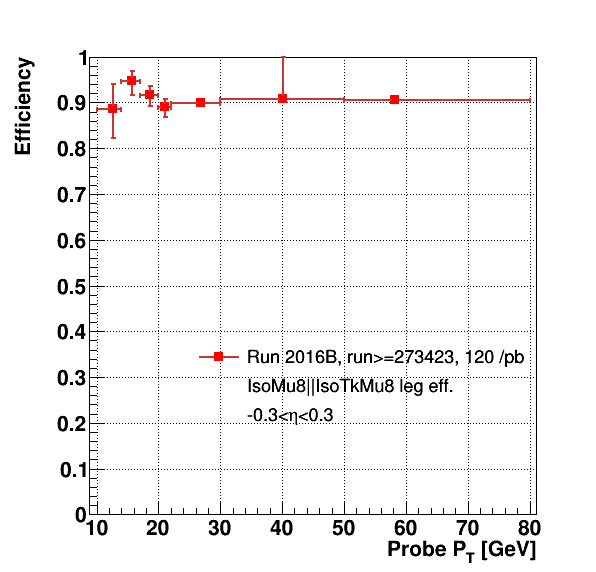 Efficiency
1
0.9
0.8
0.7
0.6
0.5
0.4
0.3
0.2
0.1
0
Run 2016B, run>=273423, 120 /pb
IsoMu8||IsoTkMu8 leg eff.
-0.3<η<0.3
10 20 30 40 50 60 70 80
Probe P_T [GeV]